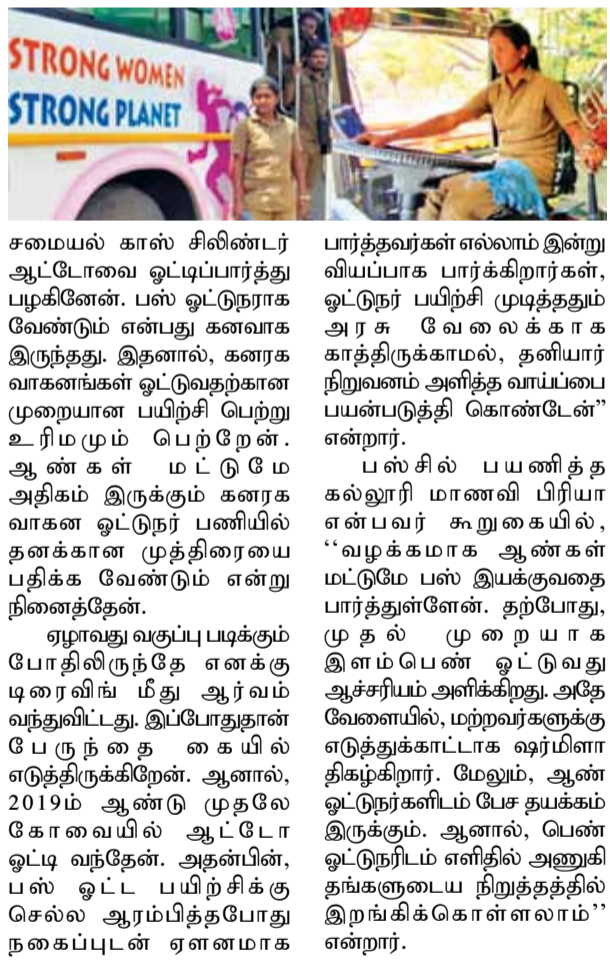 STRONG WOMEN
STRONG PLANET
சமையல் காஸ் சிலிண்டர்
ஆட்டோவை ஓட்டிப்பார்த்து
பழகினேன். பஸ் ஓட்டுநராக
வேண்டும் என்பது கனவாக
இருந்தது. இதனால், கனரக
வாகனங்கள் ஓட்டுவதற்கான
முறையான பயிற்சி பெற்று
உரிமமும் பெற்றேன்.
ஆண்கள் மட்டுமே
அதிகம் இருக்கும் கனரக
வாகன ஓட்டுநர் பணியில்
தனக்கான முத்திரையை
பதிக்க வேண்டும் என்று
நினைத்தேன்.
ஏழாவது வகுப்பு படிக்கும்
போதிலிருந்தே எனக்கு
டிரைவிங் மீது ஆர்வம்
வந்துவிட்டது. இப்போதுதான்
பேருந்தை கையில்
எடுத்திருக்கிறேன். ஆனால்,
2019ம் ஆண்டு முதலே
கோவையில் ஆட்டோ
ஓட்டி வந்தேன். அதன்பின்,
பஸ் ஓட்ட பயிற்சிக்கு
செல்ல ஆரம்பித்தபோது
நகைப்புடன் ஏளனமாக
பார்த்தவர்கள் எல்லாம் இன்று
வியப்பாக பார்க்கிறார்கள்,
ஓட்டுநர் பயிற்சி முடித்ததும்
அரசு வேலைக்காக
காத்திருக்காமல், தனியார்
நிறுவனம் அளித்த வாய்ப்பை
பயன்படுத்தி கொண்டேன்”
என்றார்.
பஸ்சில் பயணித்த
கல்லூரி மாணவி பிரியா
என்பவர் கூறுகையில்,
‘‘வழக்கமாக ஆண்கள்
மட்டுமே பஸ் இயக்குவதை
பார்த்துள்ளேன். தற்போது,
முதல் முறையாக
இளம்பெண் ஓட்டுவது
ஆச்சரியம் அளிக்கிறது. அதே
வேளையில், மற்றவர்களுக்கு
எடுத்துக்காட்டாக ஷர்மிளா
திகழ்கிறார். மேலும், ஆண்
ஓட்டுநர்களிடம் பேச தயக்கம்
இருக்கும். ஆனால், பெண்
ஓட்டுநரிடம் எளிதில் அணுகி
தங்களுடைய நிறுத்தத்தில்
இறங்கிக்கொள்ளலாம்’’
என்றார்.